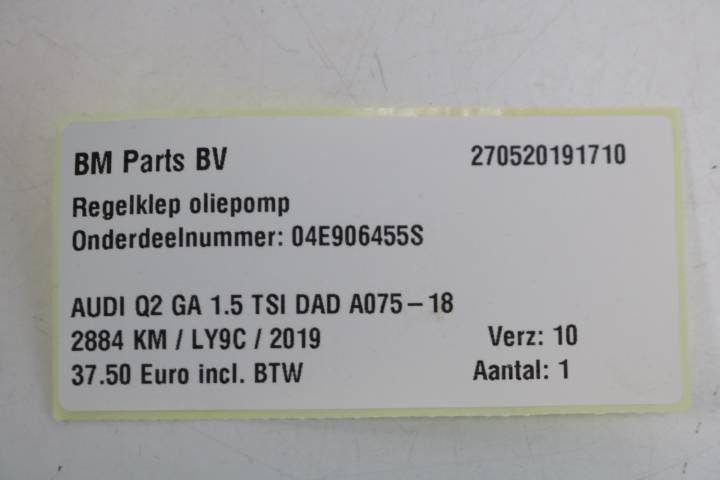 BM Parts BV 270520191710
Regelklep oliepomp
Onderdeelnummer: 04E906455S
AUDI Q2 GA 1.5 TSI DAD A075-18
2884 KM / LY9C / 2019 Verz: 10
37.50 Euro incl. BTW Aantal: 1